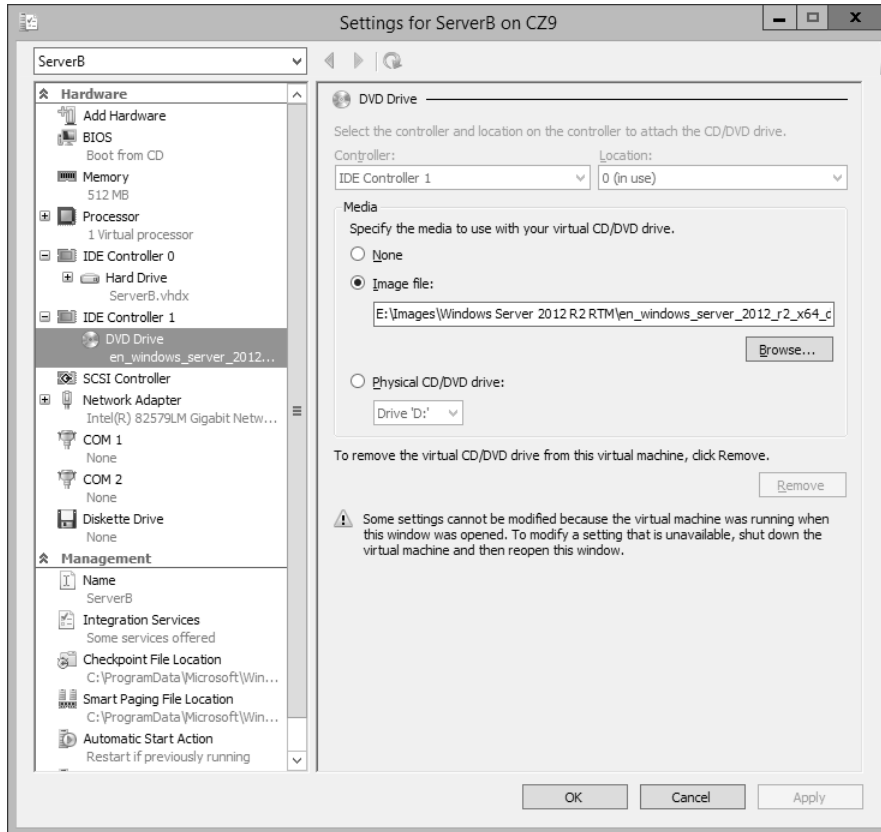 Settings for ServerB on CZ9
ServerB
Hardware
Add Hardware
BIOS
Boot from CD
Memory
512 MB
Processor
1 Virtual processor
IDE Controller 0
Hard Drive
ServerB.vhdx
IDE Controller 1
DVD Drive
en_windows_server_2012...
SCSI Controller
Network Adapter
Intel(R) 82579LM Gigabit Netw...
COM 1
None
COM 2
None
Diskette Drive
None
Management
Name
ServerB
Integration Services
Some services offered
Checkpoint File Location
C:\ProgramData\Microsoft\Win...
Smart Paging File Location
C:\ProgramData\Microsoft\Win...
Automatic Start Action
Restart if previously running
DVD Drive
Select the controller and location on the controller to attach the CD/DVD drive.
Controller: Location:
IDE Controller 1 0 (in use)
Media
Specify the media to use with your virtual CD/DVD drive.
None
Image file:
E:\Images\Windows Server 2012 R2 RTM\en_windows_server_2012_r2_x64_d
Browse...
Physical CD/DVD drive:
Drive 'D:'
To remove the virtual CD/DVD drive from this virtual machine, click Remove.
Remove
Some settings cannot be modified because the virtual machine was running when
this window was opened. To modify a setting that is unavailable, shut down the
virtual machine and then reopen this window.
OK Cancel Apply